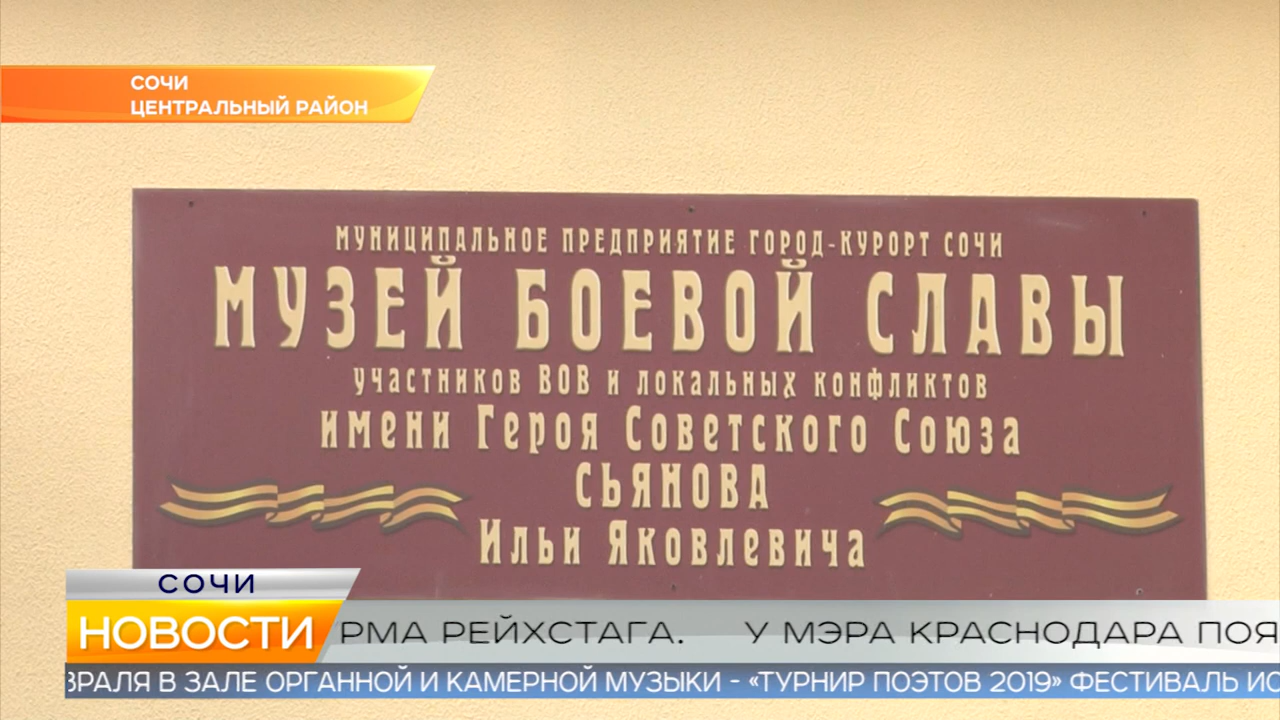 СОЧИ
ЦЕНТРАЛЬНЫЙ РАЙОН
МУНИЦИПАЛЬНОЕ ПРЕДПРИЯТИЕ ГОРОД-КУРОРТ СОЧИ
МУЗЕЙ БОЕВОЙ СЛАВЫ
УЧАСТНИКОВ ВОВ И ЛОКАЛЬНЫХ КОНФЛИКТОВ
ИМЕНИ ГЕРОЯ СОВЕТСКОГО СОЮЗА
СЬЯНОВА
ИЛЬИ ЯКОВЛЕВИЧА
СОЧИ
НОВОСТИ
РМА РЕЙХСТАГА. У МЭРА КРАСНОДАРА ПОЯ
ВРАЛЯ В ЗАЛЕ ОРГАННОЙ И КАМЕРНОЙ МУЗЫКИ - «ТУРНИР ПОЭТОВ 2019» ФЕСТИВАЛЬ ИС